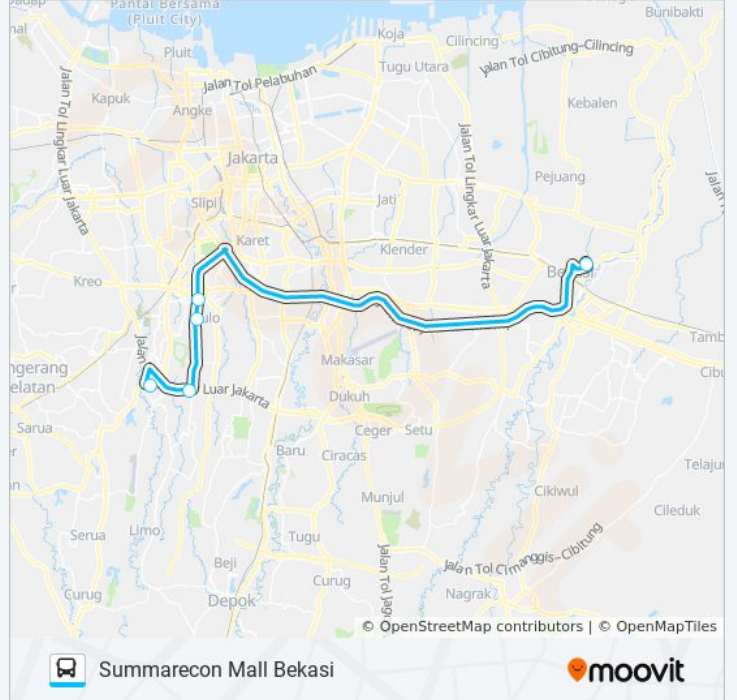 Pantai Bersama
(Pluit City)
Bunibakti
Koja
Cilincing
Pluit
Tugu Utara
Jalan Tol Cibitung–Cilincing
Jalan Tol Pelabuhan
Kapuk
Angke
Kebalen
Jalan Tol Lingkar Luar Jakarta
Jakarta
Jalan Tol Lingkar Luar Jakarta
Pejuang
Slipi
Jati
Karet
Klender
Kreo
Makasar
Jalan
Luar Jakarta
Dukuh
Sarua
Ceger
Setu
Baru
Ciracas
Munjul
Cikiwul
Cileduk
Serua
Limo
Tugu
Beji
Curug
Jalan Tol Cimanggis–Cibitung
Curug
Depok
Nagrak
© OpenStreetMap contributors | © OpenMapTiles
Summarecon Mall Bekasi
moovit